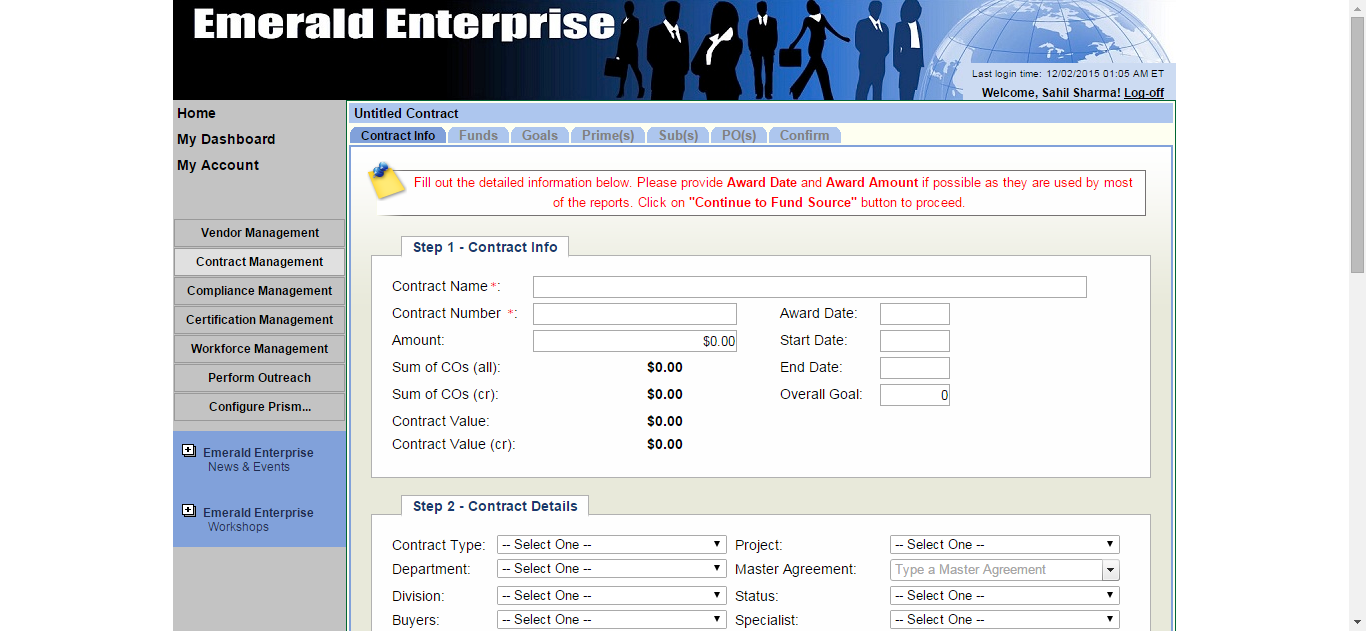 Emerald Enterprise
Last login time: 12/02/2015 01:05 AM ET
Welcome, Sahil Sharma! Log-off
Home
My Dashboard
My Account
Vendor Management
Contract Management
Compliance Management
Certification Management
Workforce Management
Perform Outreach
Configure Prism...
Emerald Enterprise
News & Events
Emerald Enterprise
Workshops
Untitled Contract
Contract Info Funds Goals Prime(s) Sub(s) PO(s) Confirm
Fill out the detailed information below. Please provide Award Date and Award Amount if possible as they are used by most
of the reports. Click on "Continue to Fund Source" button to proceed.
Step 1 - Contract Info
Contract Name *:
Contract Number *: Award Date:
Amount: $0.00 Start Date:
Sum of COs (all): $0.00 End Date:
Sum of COs (cr): $0.00 Overall Goal: 0
Contract Value: $0.00
Contract Value (cr): $0.00
Step 2 - Contract Details
Contract Type: -- Select One -- Project: -- Select One --
Department: -- Select One -- Master Agreement: Type a Master Agreement
Division: -- Select One -- Status: -- Select One --
Buyers: -- Select One -- Specialist: -- Select One --